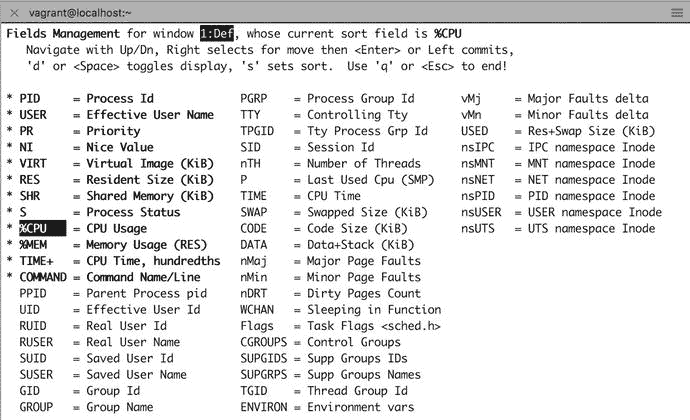 vagrant@localhost:~
Fields Management for window 1:Def, whose current sort field is %CPU
Navigate with Up/Dn, Right selects for move then <Enter> or Left commits,
'd' or <Space> toggles display, 's' sets sort. Use 'q' or <Esc> to end!
* PID = Process Id PGRP = Process Group Id vMj = Major Faults delta
* USER = Effective User Name TTY = Controlling Tty vMn = Minor Faults delta
* PR = Priority TPGID = Tty Process Grp Id USED = Res+Swap Size (KiB)
* NI = Nice Value SID = Session Id nsIPC = IPC namespace Inode
* VIRT = Virtual Image (KiB) nTH = Number of Threads nsMNT = MNT namespace Inode
* RES = Resident Size (KiB) P = Last Used Cpu (SMP) nsNET = NET namespace Inode
* SHR = Shared Memory (KiB) TIME = CPU Time nsPID = PID namespace Inode
* S = Process Status SWAP = Swapped Size (KiB) nsUSER = USER namespace Inode
* %CPU = CPU Usage CODE = Code Size (KiB) nsUTS = UTS namespace Inode
* %MEM = Memory Usage (RES) DATA = Data+Stack (KiB)
* TIME+ = CPU Time, hundredths nMaj = Major Page Faults
* COMMAND = Command Name/Line nMin = Minor Page Faults
PPID = Parent Process pid nDRT = Dirty Pages Count
UID = Effective User Id WCHAN = Sleeping in Function
RUID = Real User Id Flags = Task Flags <sched.h>
RUSER = Real User Name CGROUPS = Control Groups
SUID = Saved User Id SUPGIDS = Supp Groups IDs
SUSER = Saved User Name SUPGRPS = Supp Groups Names
GID = Group Id TGID = Thread Group Id
GROUP = Group Name ENVIRON = Environment vars